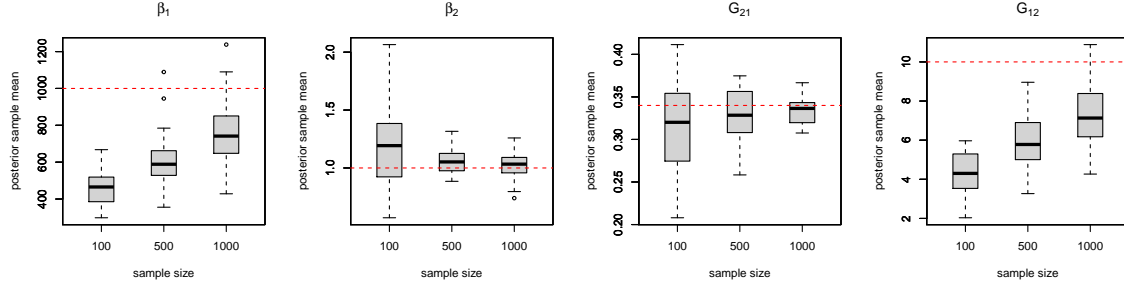 β1
posterior sample mean
1200
1000
800
600
400
100 500 1000
sample size
β2
posterior sample mean
2.0
1.5
1.0
100 500 1000
sample size
G21
posterior sample mean
0.40
0.35
0.30
0.25
0.20
100 500 1000
sample size
G12
posterior sample mean
10
8
6
4
2
100 500 1000
sample size